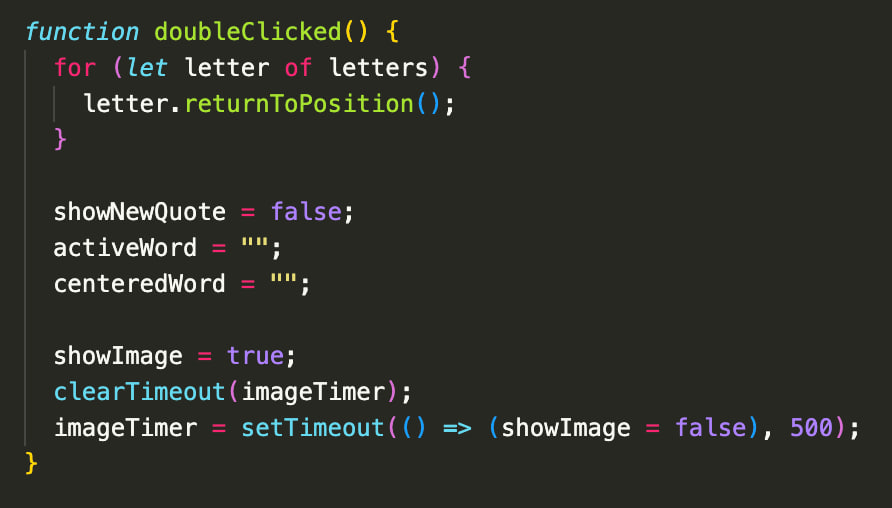 function doubleClicked() {
  for (let letter of letters) {
    letter.returnToPosition();
  }

  showNewQuote = false;
  activeWord = "";
  centeredWord = "";

  showImage = true;
  clearTimeout(imageTimer);
  imageTimer = setTimeout(() => (showImage = false), 500);
}